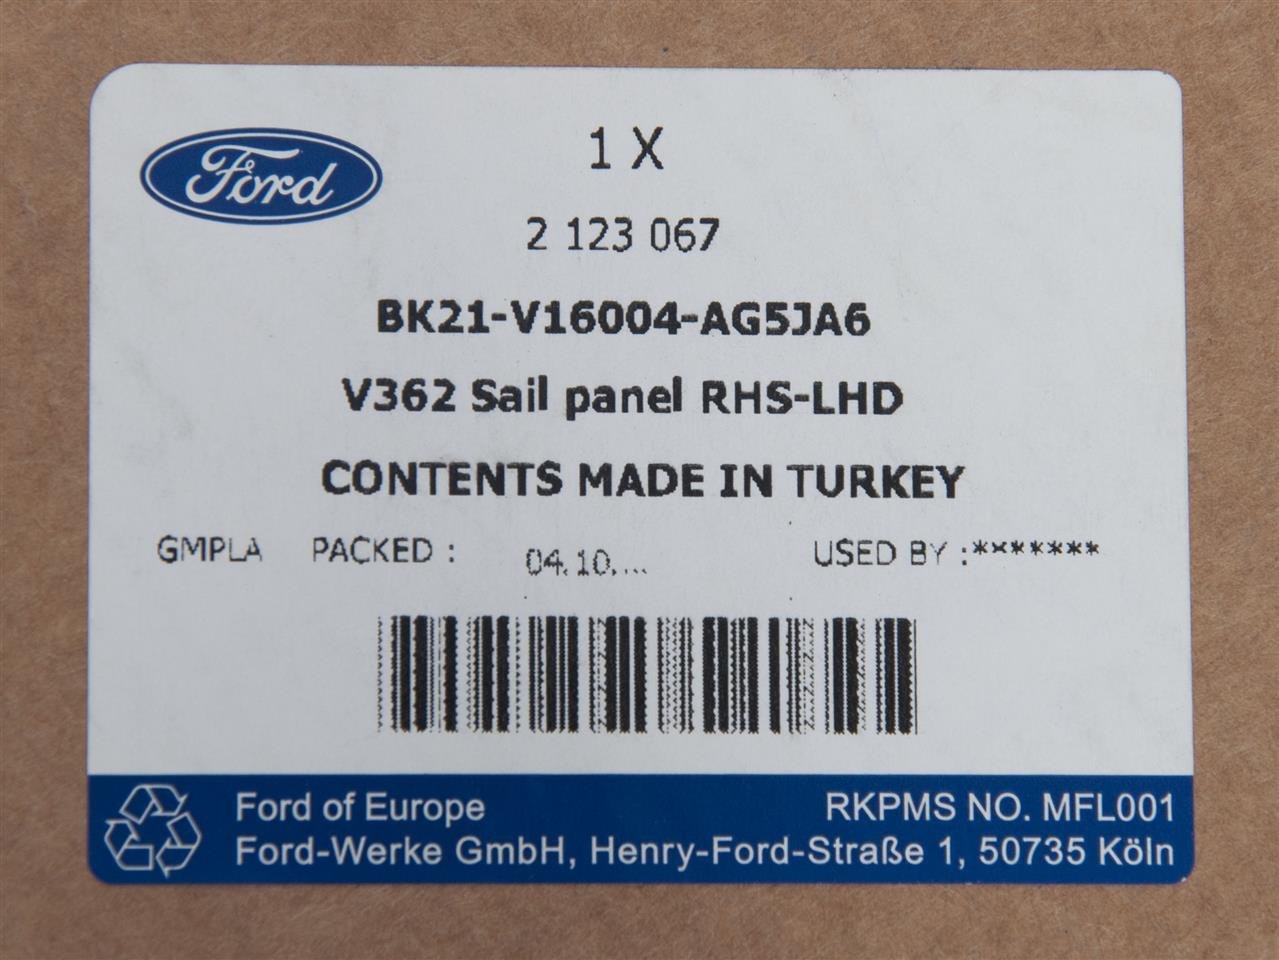 Ford
1 X
2 123 067
BK21-V16004-AG5JA6
V362 Sail panel RHS-LHD
CONTENTS MADE IN TURKEY
GMPLA PACKED : 04.10.... USED BY :*******
Ford of Europe RKPMS NO. MFL001
Ford-Werke GmbH, Henry-Ford-Straße 1, 50735 Köln